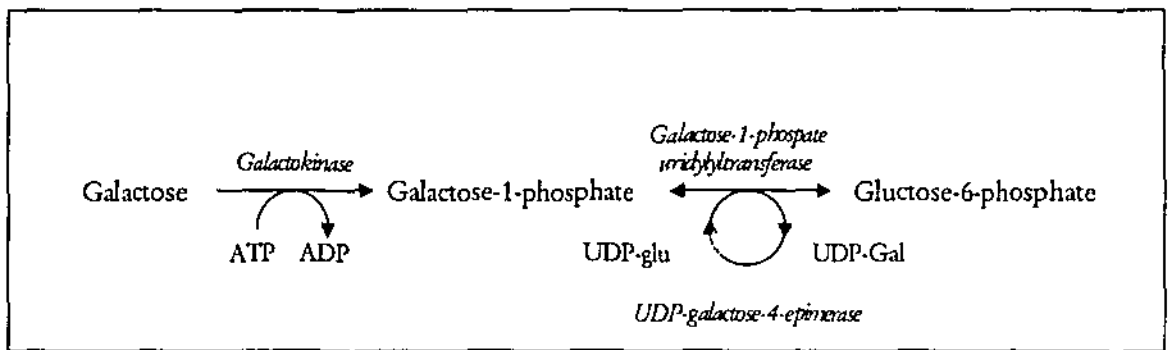 Galactokinase
Galactose-1-phospate
uridylyltransferase
Galactose
Galactose-1-phosphate
Gluctose-6-phosphate
ATP
ADP
UDP-glu
UDP-Gal
UDP-galactose-4-epimerase